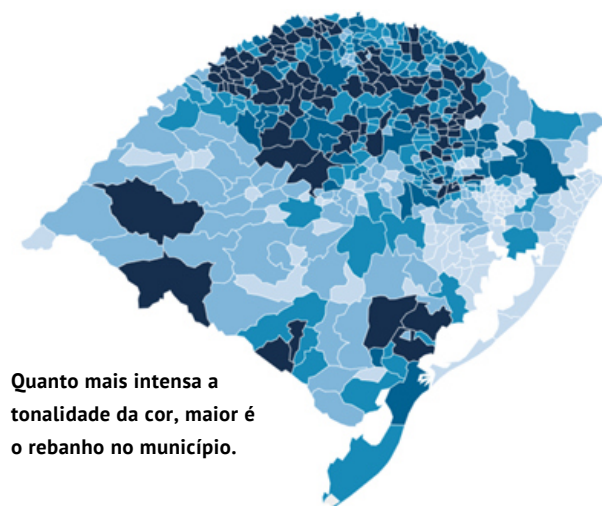 Quanto mais intensa a
tonalidade da cor, maior é
o rebanho no município.